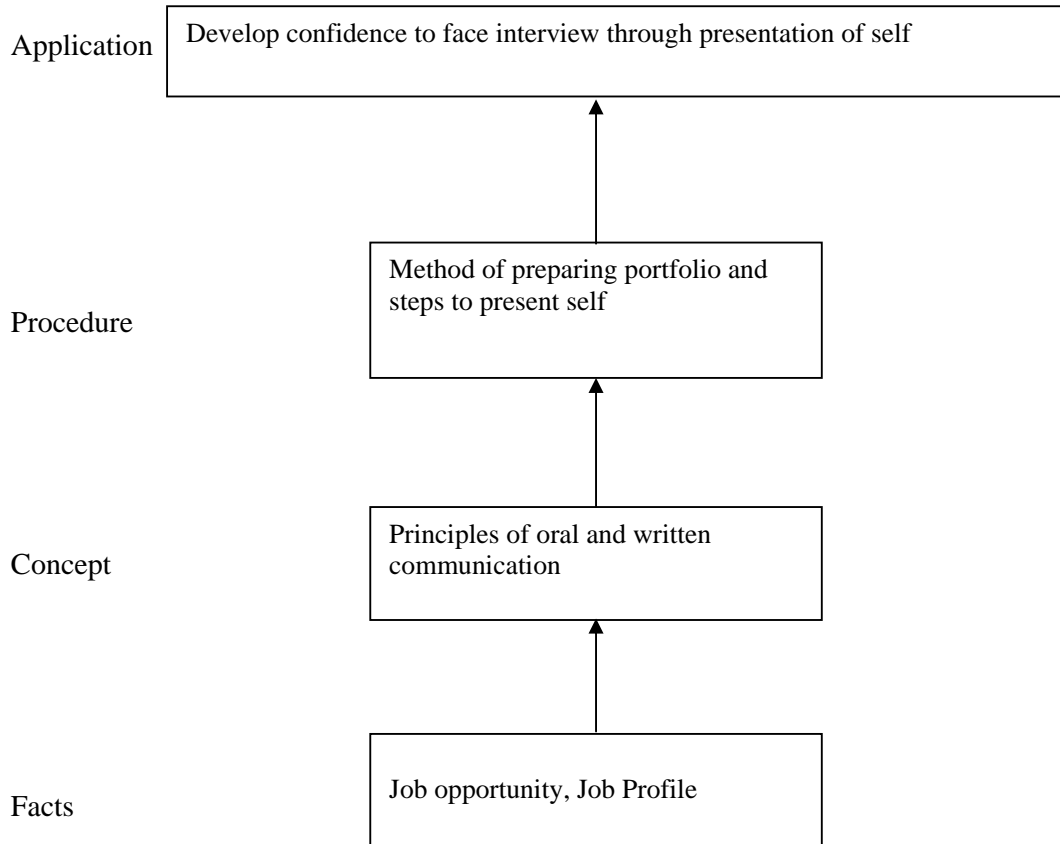 Application
Develop confidence to face interview through presentation of self
Procedure
Method of preparing portfolio and
steps to present self
Concept
Principles of oral and written
communication
Facts
Job opportunity, Job Profile